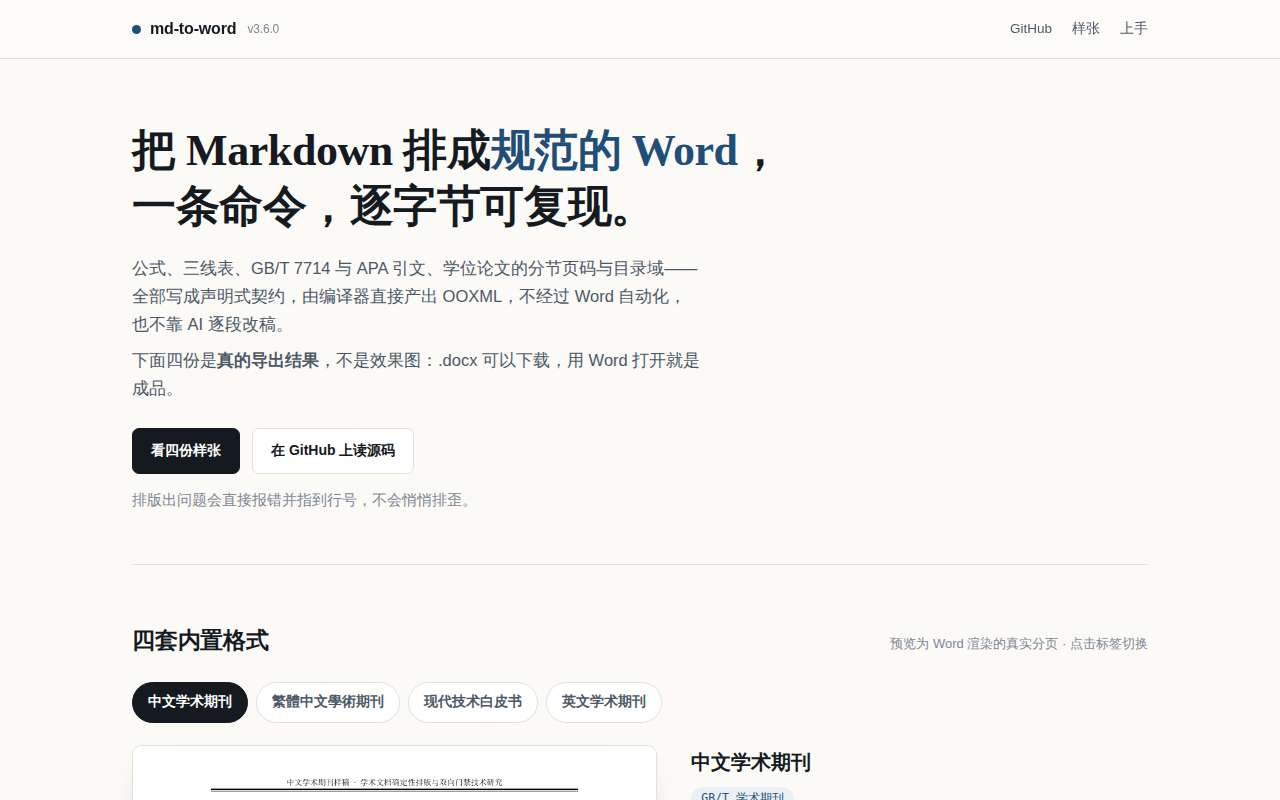 md-to-word v3.6.0
GitHub 样张 上手
把 Markdown 排成规范的 Word，
一条命令，逐字节可复现。
公式、三线表、GB/T 7714 与 APA 引文、学位论文的分节页码与目录域——
全部写成声明式契约，由编译器直接产出 OOXML，不经过 Word 自动化，
也不靠 AI 逐段改稿。
下面四份是真的导出结果，不是效果图：.docx 可以下载，用 Word 打开就是
成品。
看四份样张 在 GitHub 上读源码
排版出问题会直接报错并指到行号，不会悄悄排歪。
四套内置格式
预览为 Word 渲染的真实分页 · 点击标签切换
中文学术期刊 繁體中文學術期刊 现代技术白皮书 英文学术期刊
中文学术期刊样稿 · 学术文档确定性排版与双向门禁技术研究
中文学术期刊
GB/T 学术期刊